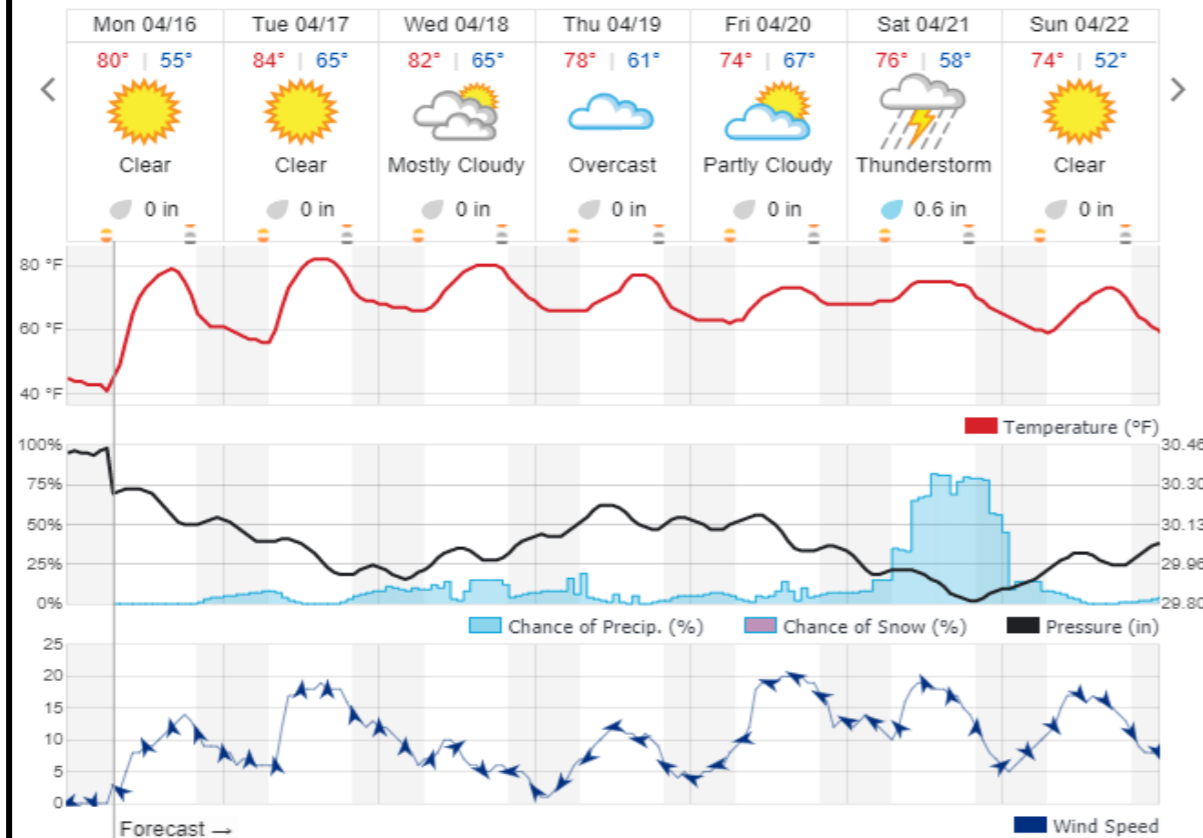 Mon 04/16 Tue 04/17 Wed 04/18 Thu 04/19 Fri 04/20 Sat 04/21 Sun 04/22
80° | 55° 84° | 65° 82° | 65° 78° | 61° 74° | 67° 76° | 58° 74° | 52°
Clear Clear Mostly Cloudy Overcast Partly Cloudy Thunderstorm Clear
0 in 0 in 0 in 0 in 0 in 0.6 in 0 in
80 °F
60 °F
40 °F
Temperature (°F)
100% 30.46
75% 30.30
50% 30.13
25% 29.96
0% 29.80
Chance of Precip. (%) Chance of Snow (%) Pressure (in)
25
20
15
10
5
0
Forecast → Wind Speed